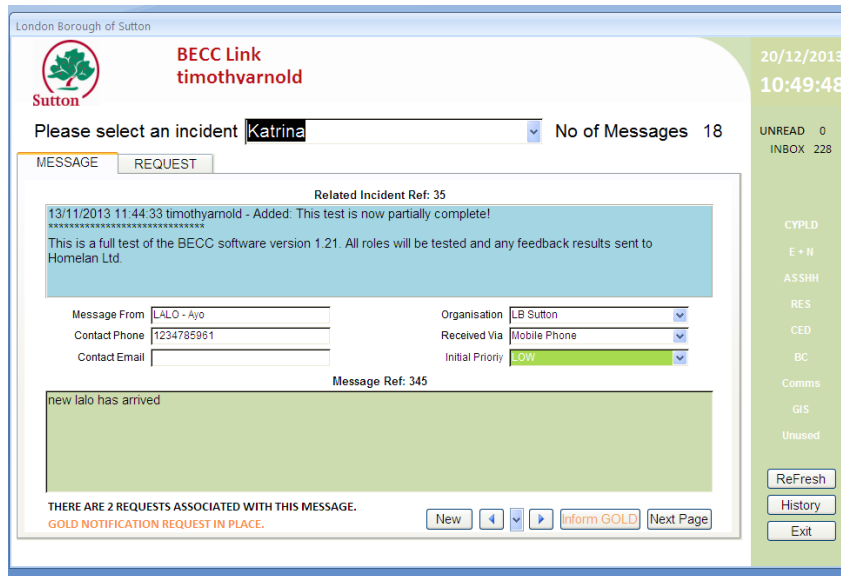 London Borough of Sutton
Sutton
BECC Link
timothyarnold
20/12/2013
10:49:48
Please select an incident Katrina No of Messages 18
UNREAD 0
INBOX 228
MESSAGE REQUEST
Related Incident Ref: 35
13/11/2013 11:44:33 timothyarnold - Added: This test is now partially complete!
******************************
This is a full test of the BECC software version 1.21. All roles will be tested and any feedback results sent to
Homelan Ltd.
Message From LALO - Ayo Organisation LB Sutton
Contact Phone 1234785961 Received Via Mobile Phone
Contact Email Initial Prioriy LOW
Message Ref: 345
new lalo has arrived
THERE ARE 2 REQUESTS ASSOCIATED WITH THIS MESSAGE.
GOLD NOTIFICATION REQUEST IN PLACE.
New Inform GOLD Next Page
CYPLD
E + N
ASSHH
RES
CED
BC
Comms
GIS
Unused
ReFresh
History
Exit